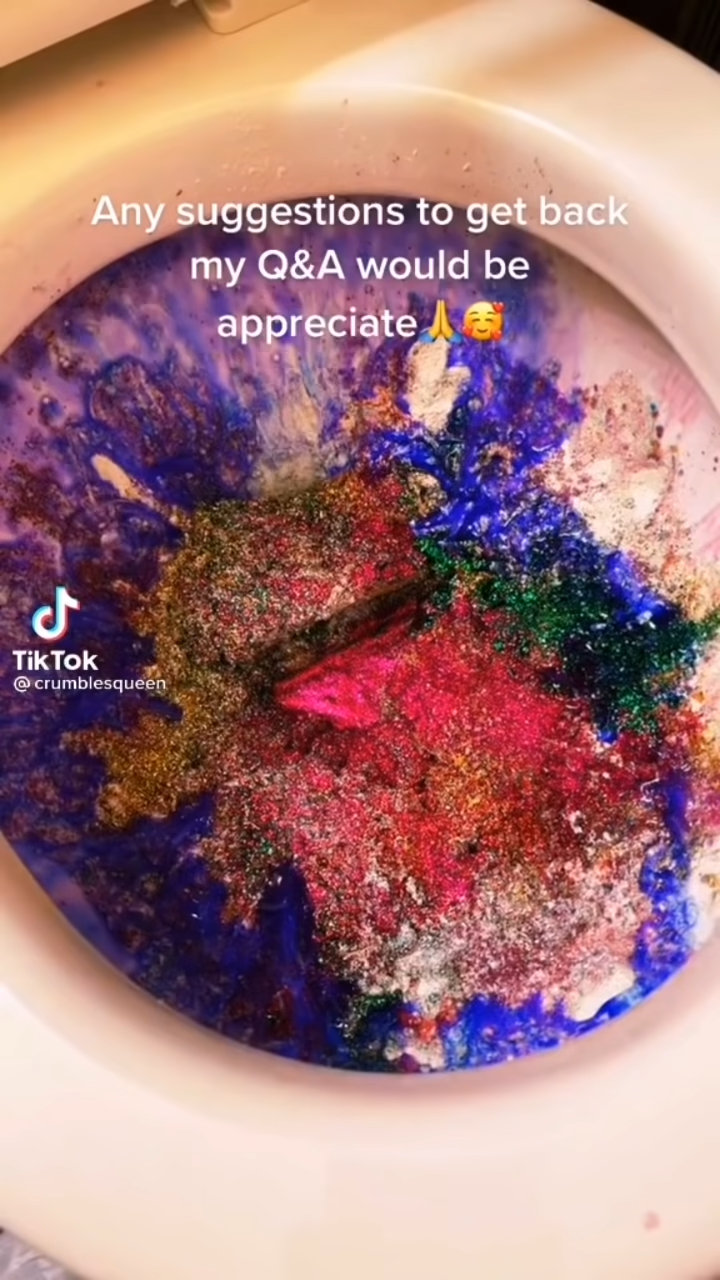 Any suggestions to get back
my Q&A would be
appreciate🙏🥰
TikTok
@ crumblesqueen